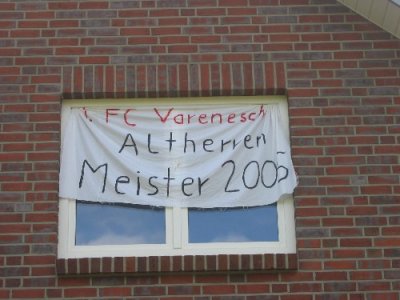 1. FC Varenesch
Altherren
Meister 2005